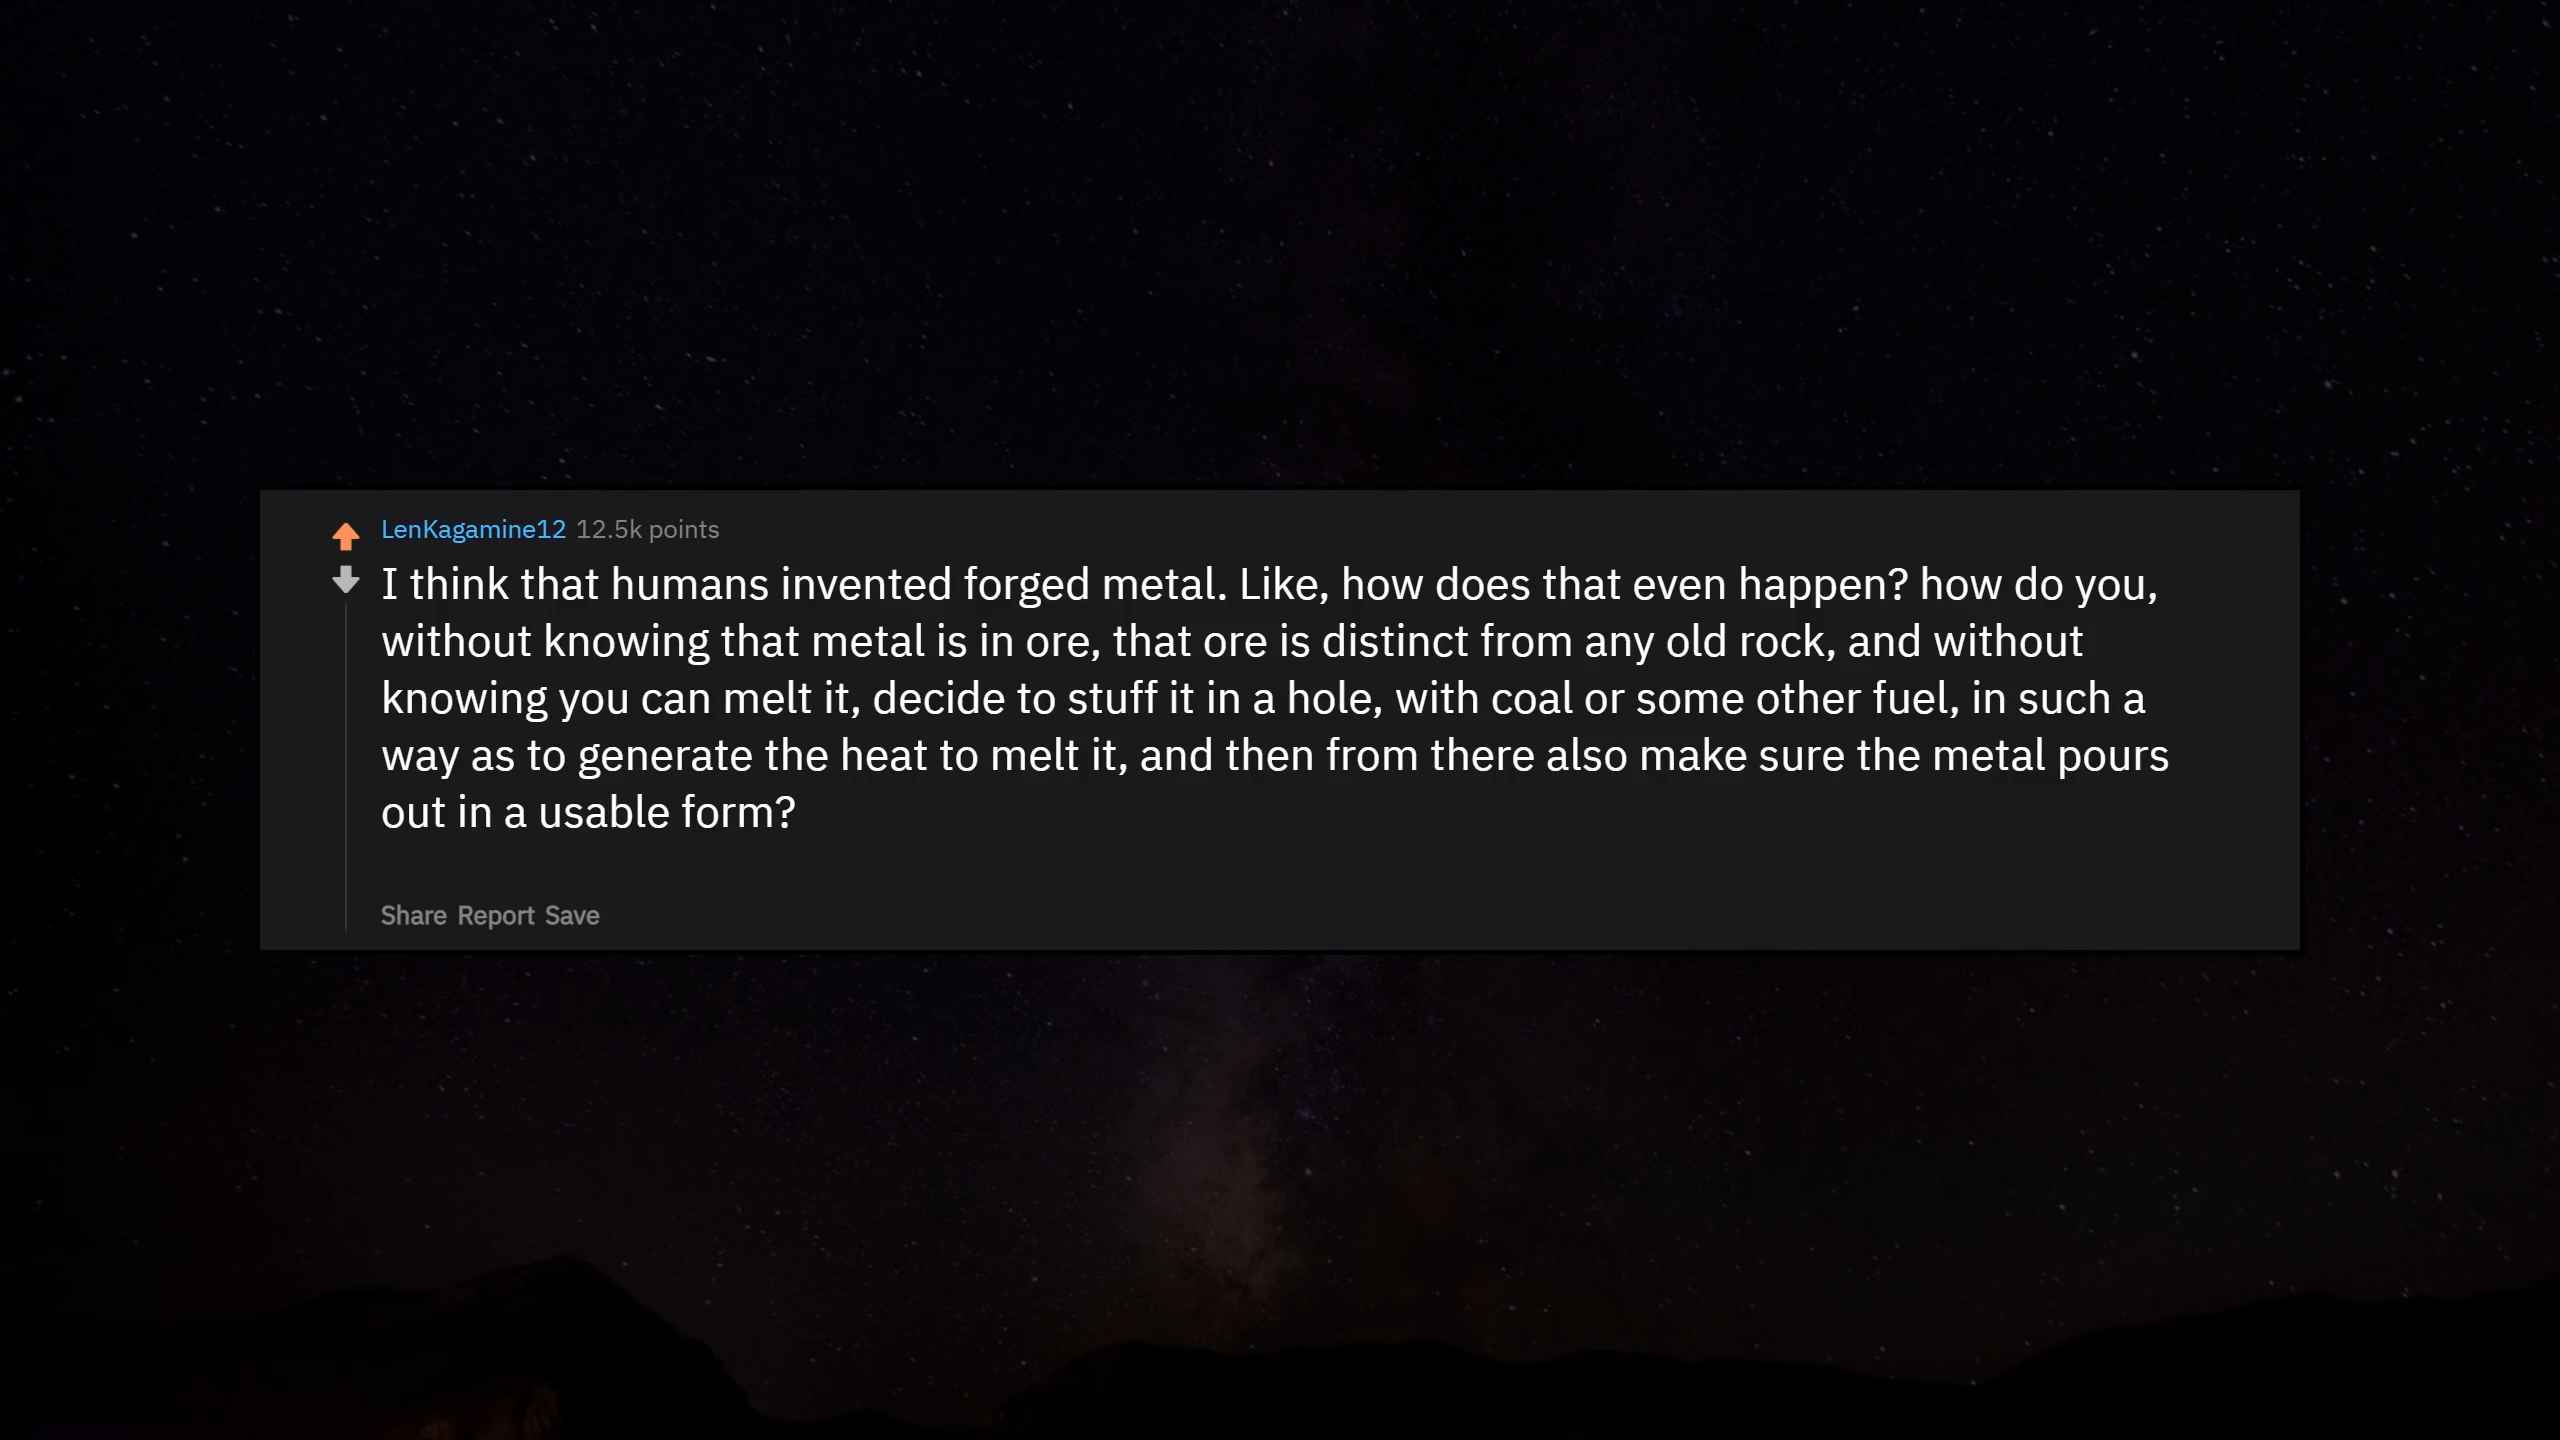 LenKagamine12 12.5k points
I think that humans invented forged metal. Like, how does that even happen? how do you,
without knowing that metal is in ore, that ore is distinct from any old rock, and without
knowing you can melt it, decide to stuff it in a hole, with coal or some other fuel, in such a
way as to generate the heat to melt it, and then from there also make sure the metal pours
out in a usable form?
Share Report Save